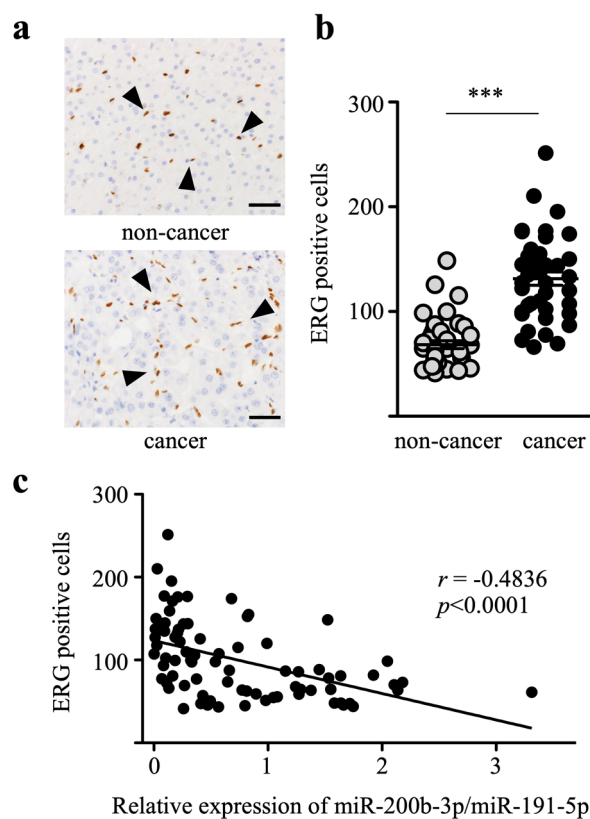 a
non-cancer
cancer
b
***
ERG positive cells
300
200
100
non-cancer cancer
c
ERG positive cells
300
200
100
r = -0.4836
p<0.0001
0 1 2 3
Relative expression of miR-200b-3p/miR-191-5p